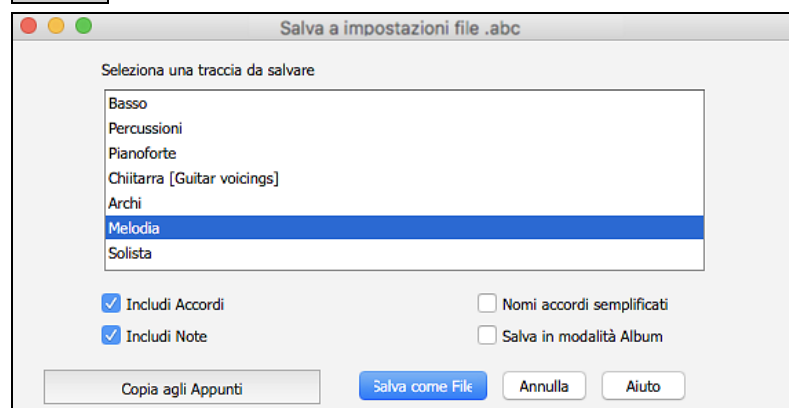 Salva a impostazioni file .abc
Seleziona una traccia da salvare
Basso
Percussioni
Pianoforte
Chiitarra [Guitar voicings]
Archi
Melodia
Solista
Includi Accordi
Nomi accordi semplificati
Includi Note
Salva in modalità Album
Copia agli Appunti
Salva come File
Annulla
Aiuto